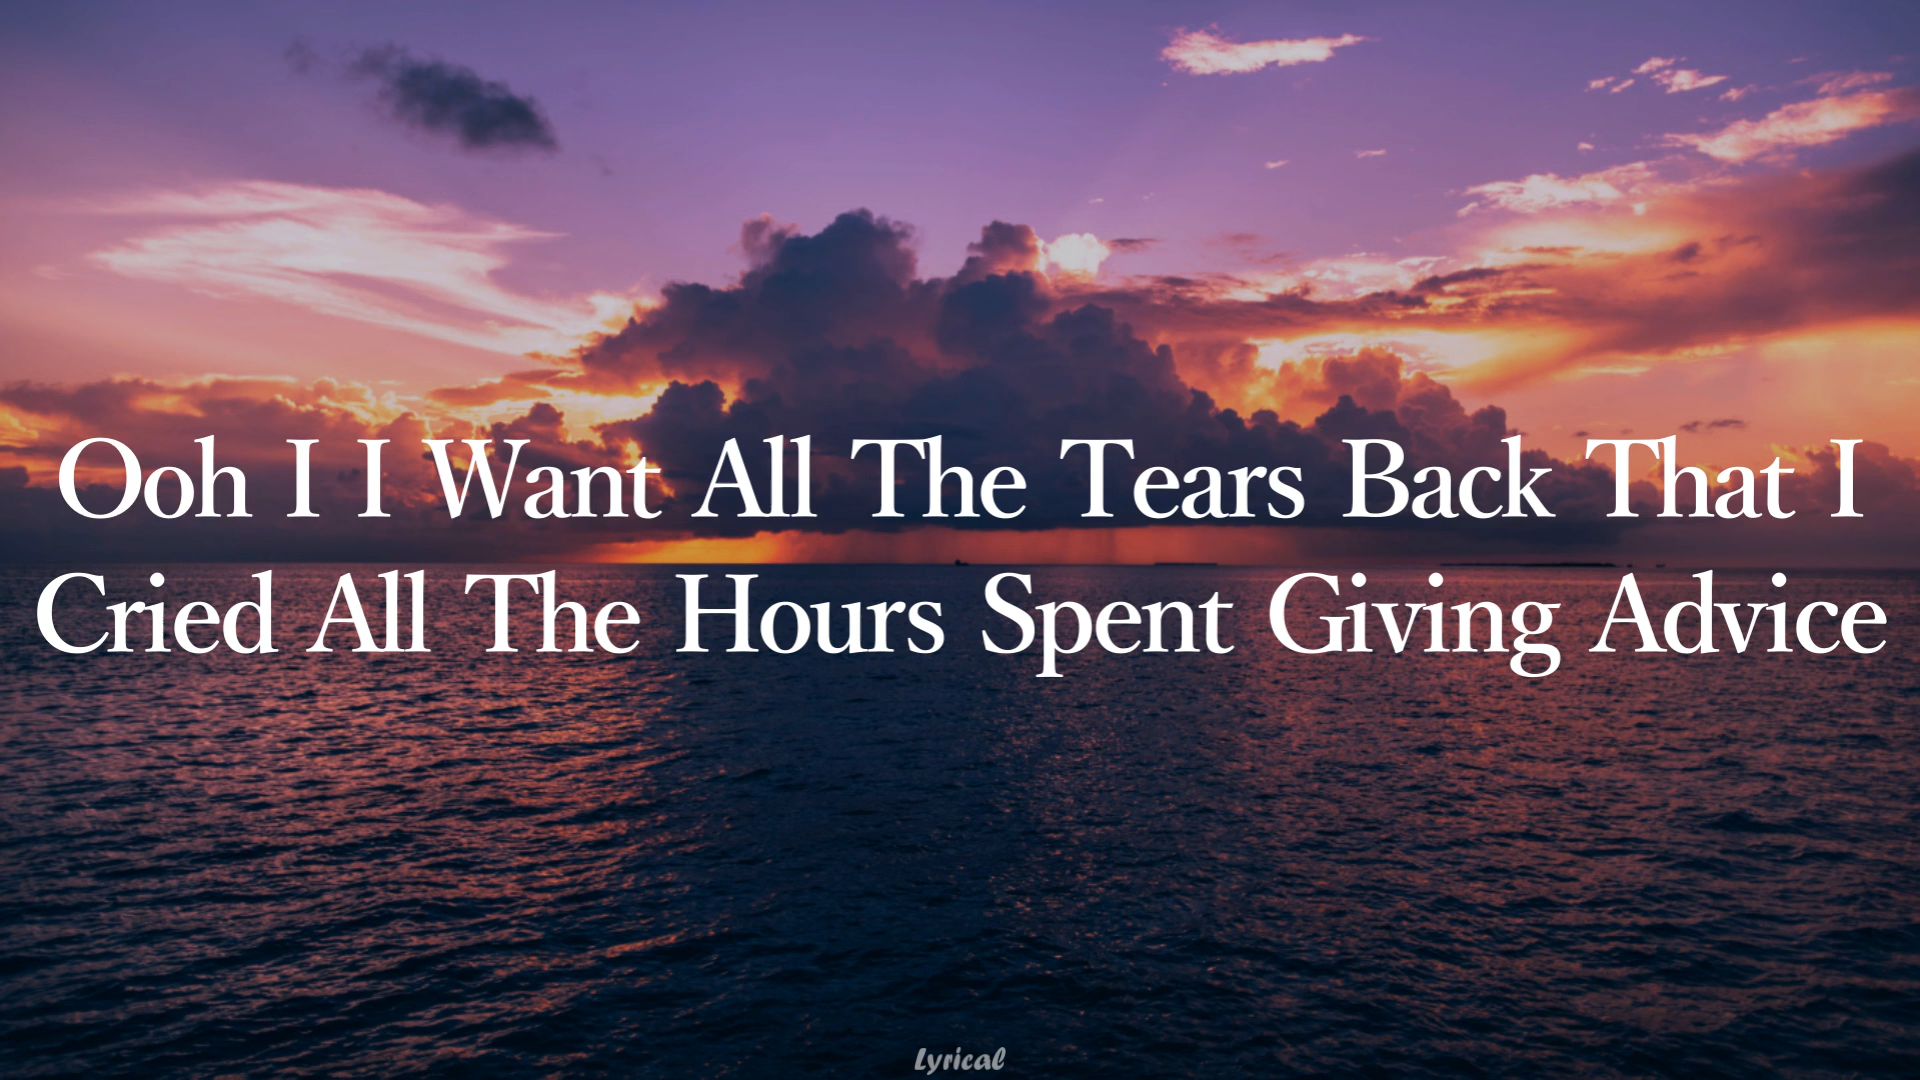 Ooh I I Want All The Tears Back That I
Cried All The Hours Spent Giving Advice
Lyrical